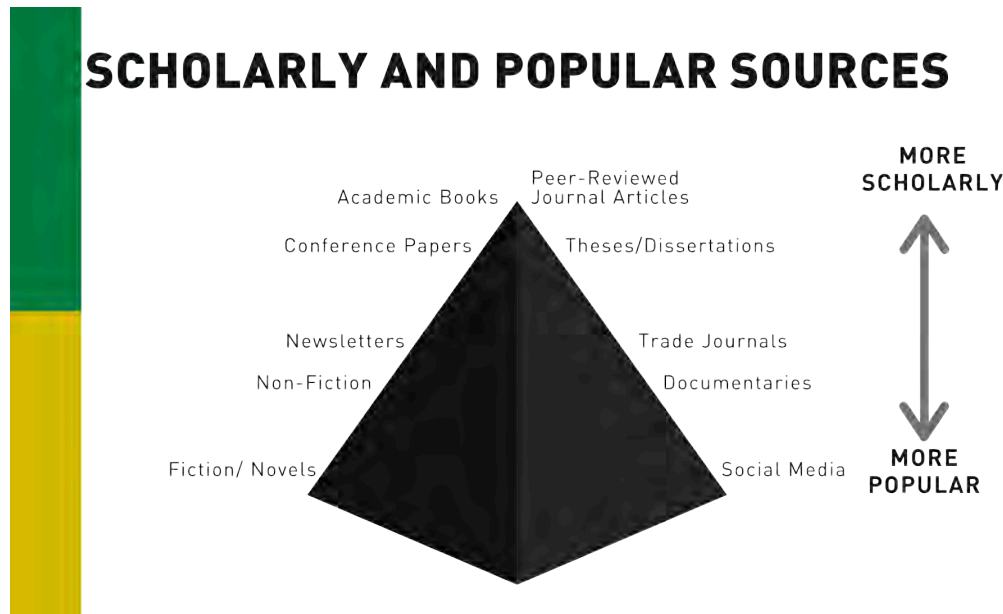 SCHOLARLY AND POPULAR SOURCES
MORE
SCHOLARLY
Peer-Reviewed
Academic Books
Journal Articles
Conference Papers
Theses/Dissertations
Newsletters
Trade Journals
Non-Fiction
Documentaries
Fiction/ Novels
Social Media
MORE
POPULAR